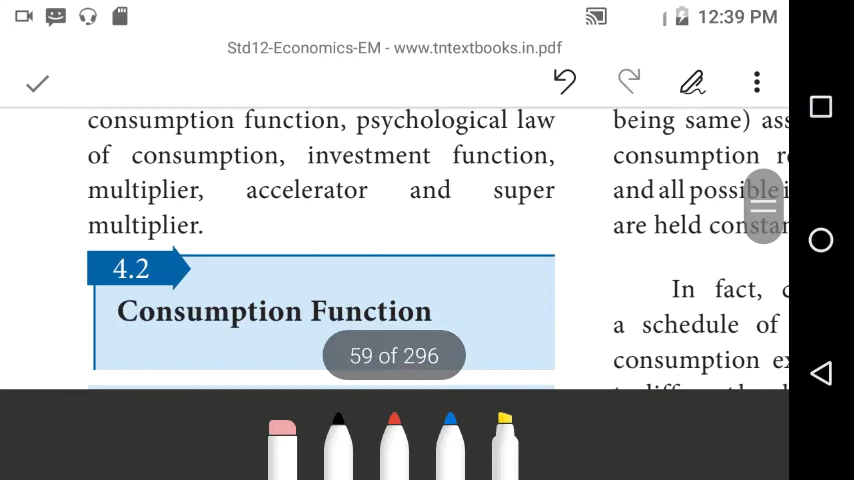 12:39 PM
Std12-Economics-EM - www.tntextbooks.in.pdf
consumption function, psychological law
of consumption, investment function,
multiplier, accelerator and super
multiplier.
4.2
Consumption Function
59 of 296
being same) ass
consumption re
and all possible i
are held constan
In fact, c
a schedule of
consumption ex